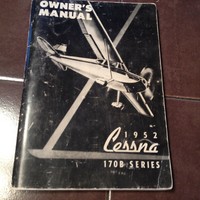 OWNER'S
MANUAL
1952
Cessna
170B SERIES